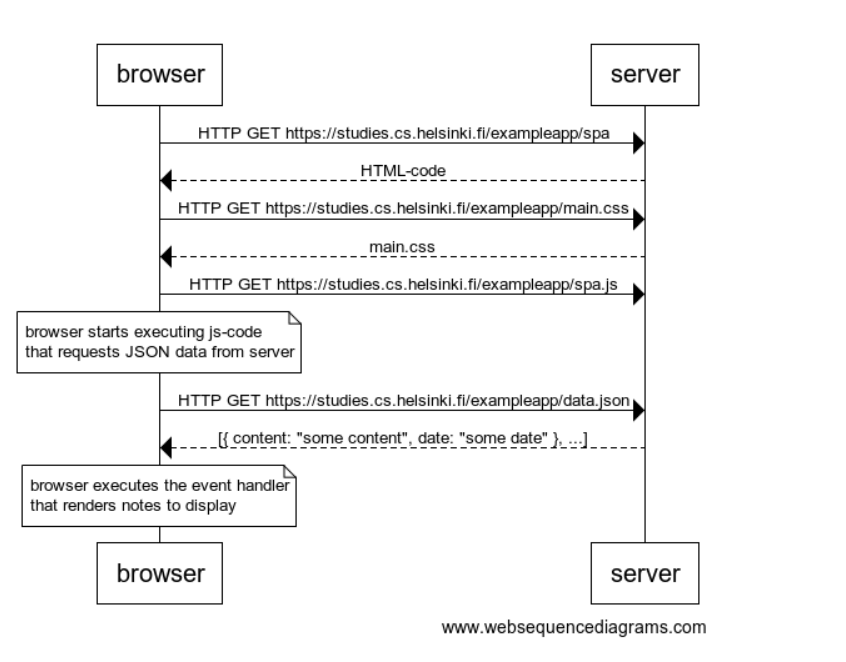 browser
server
HTTP GET https://studies.cs.helsinki.fi/exampleapp/spa
HTML-code
HTTP GET https://studies.cs.helsinki.fi/exampleapp/main.css
main.css
HTTP GET https://studies.cs.helsinki.fi/exampleapp/spa.js
browser starts executing js-code
that requests JSON data from server
HTTP GET https://studies.cs.helsinki.fi/exampleapp/data.json
[{ content: "some content", date: "some date" }, ...]
browser executes the event handler
that renders notes to display
browser
server
www.websequencediagrams.com